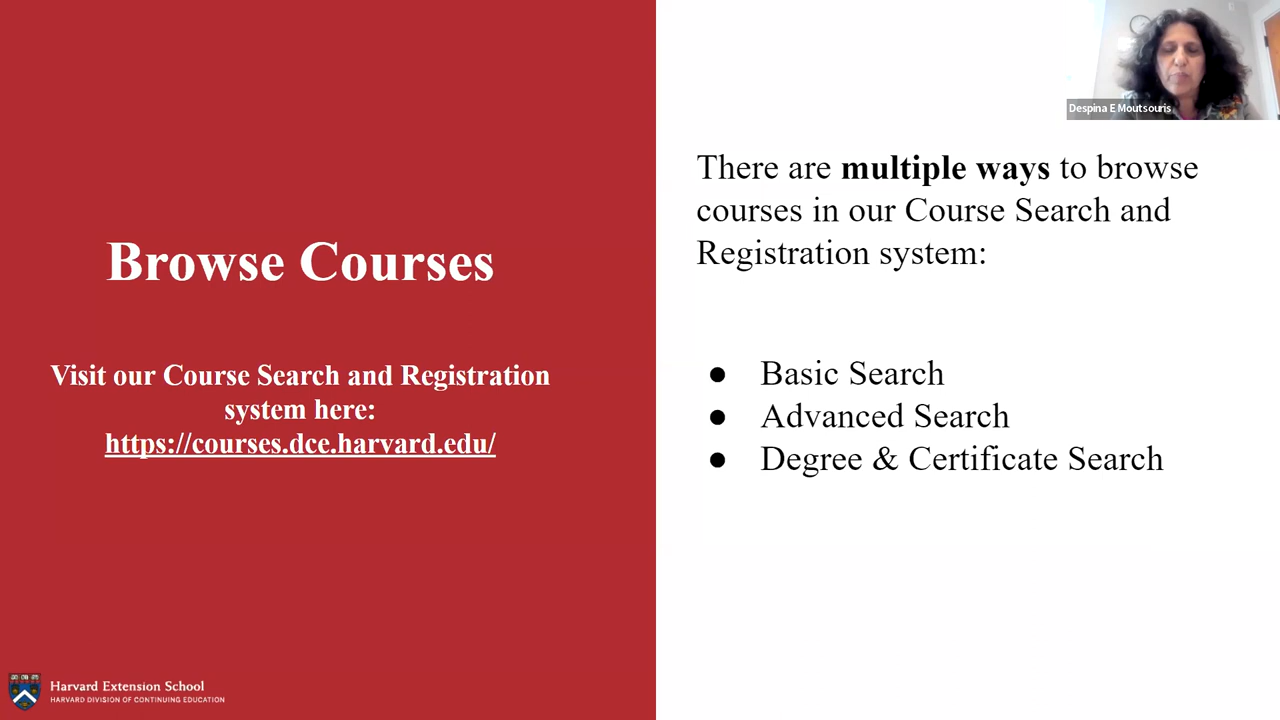 Browse Courses
Visit our Course Search and Registration
system here:
https://courses.dce.harvard.edu/
Harvard Extension School
HARVARD DIVISION OF CONTINUING EDUCATION
Despina E Moutsouris
There are multiple ways to browse
courses in our Course Search and
Registration system:
● Basic Search
● Advanced Search
● Degree & Certificate Search